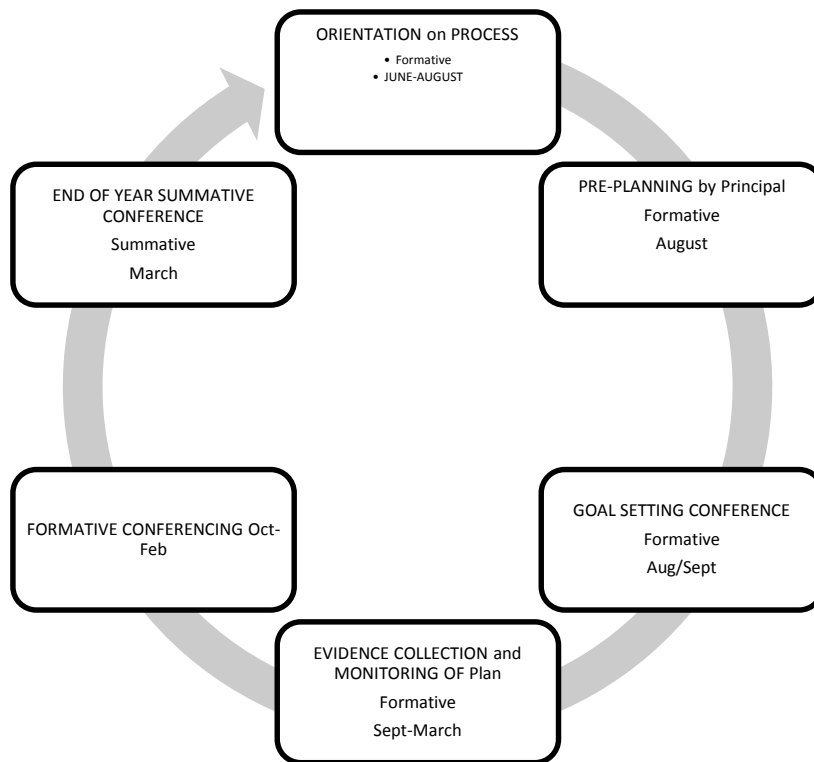 ORIENTATION on PROCESS
• Formative
• JUNE-AUGUST
PRE-PLANNING by Principal
Formative
August
GOAL SETTING CONFERENCE
Formative
Aug/Sept
EVIDENCE COLLECTION and
MONITORING OF Plan
Formative
Sept-March
FORMATIVE CONFERENCING Oct-
Feb
END OF YEAR SUMMATIVE
CONFERENCE
Summative
March